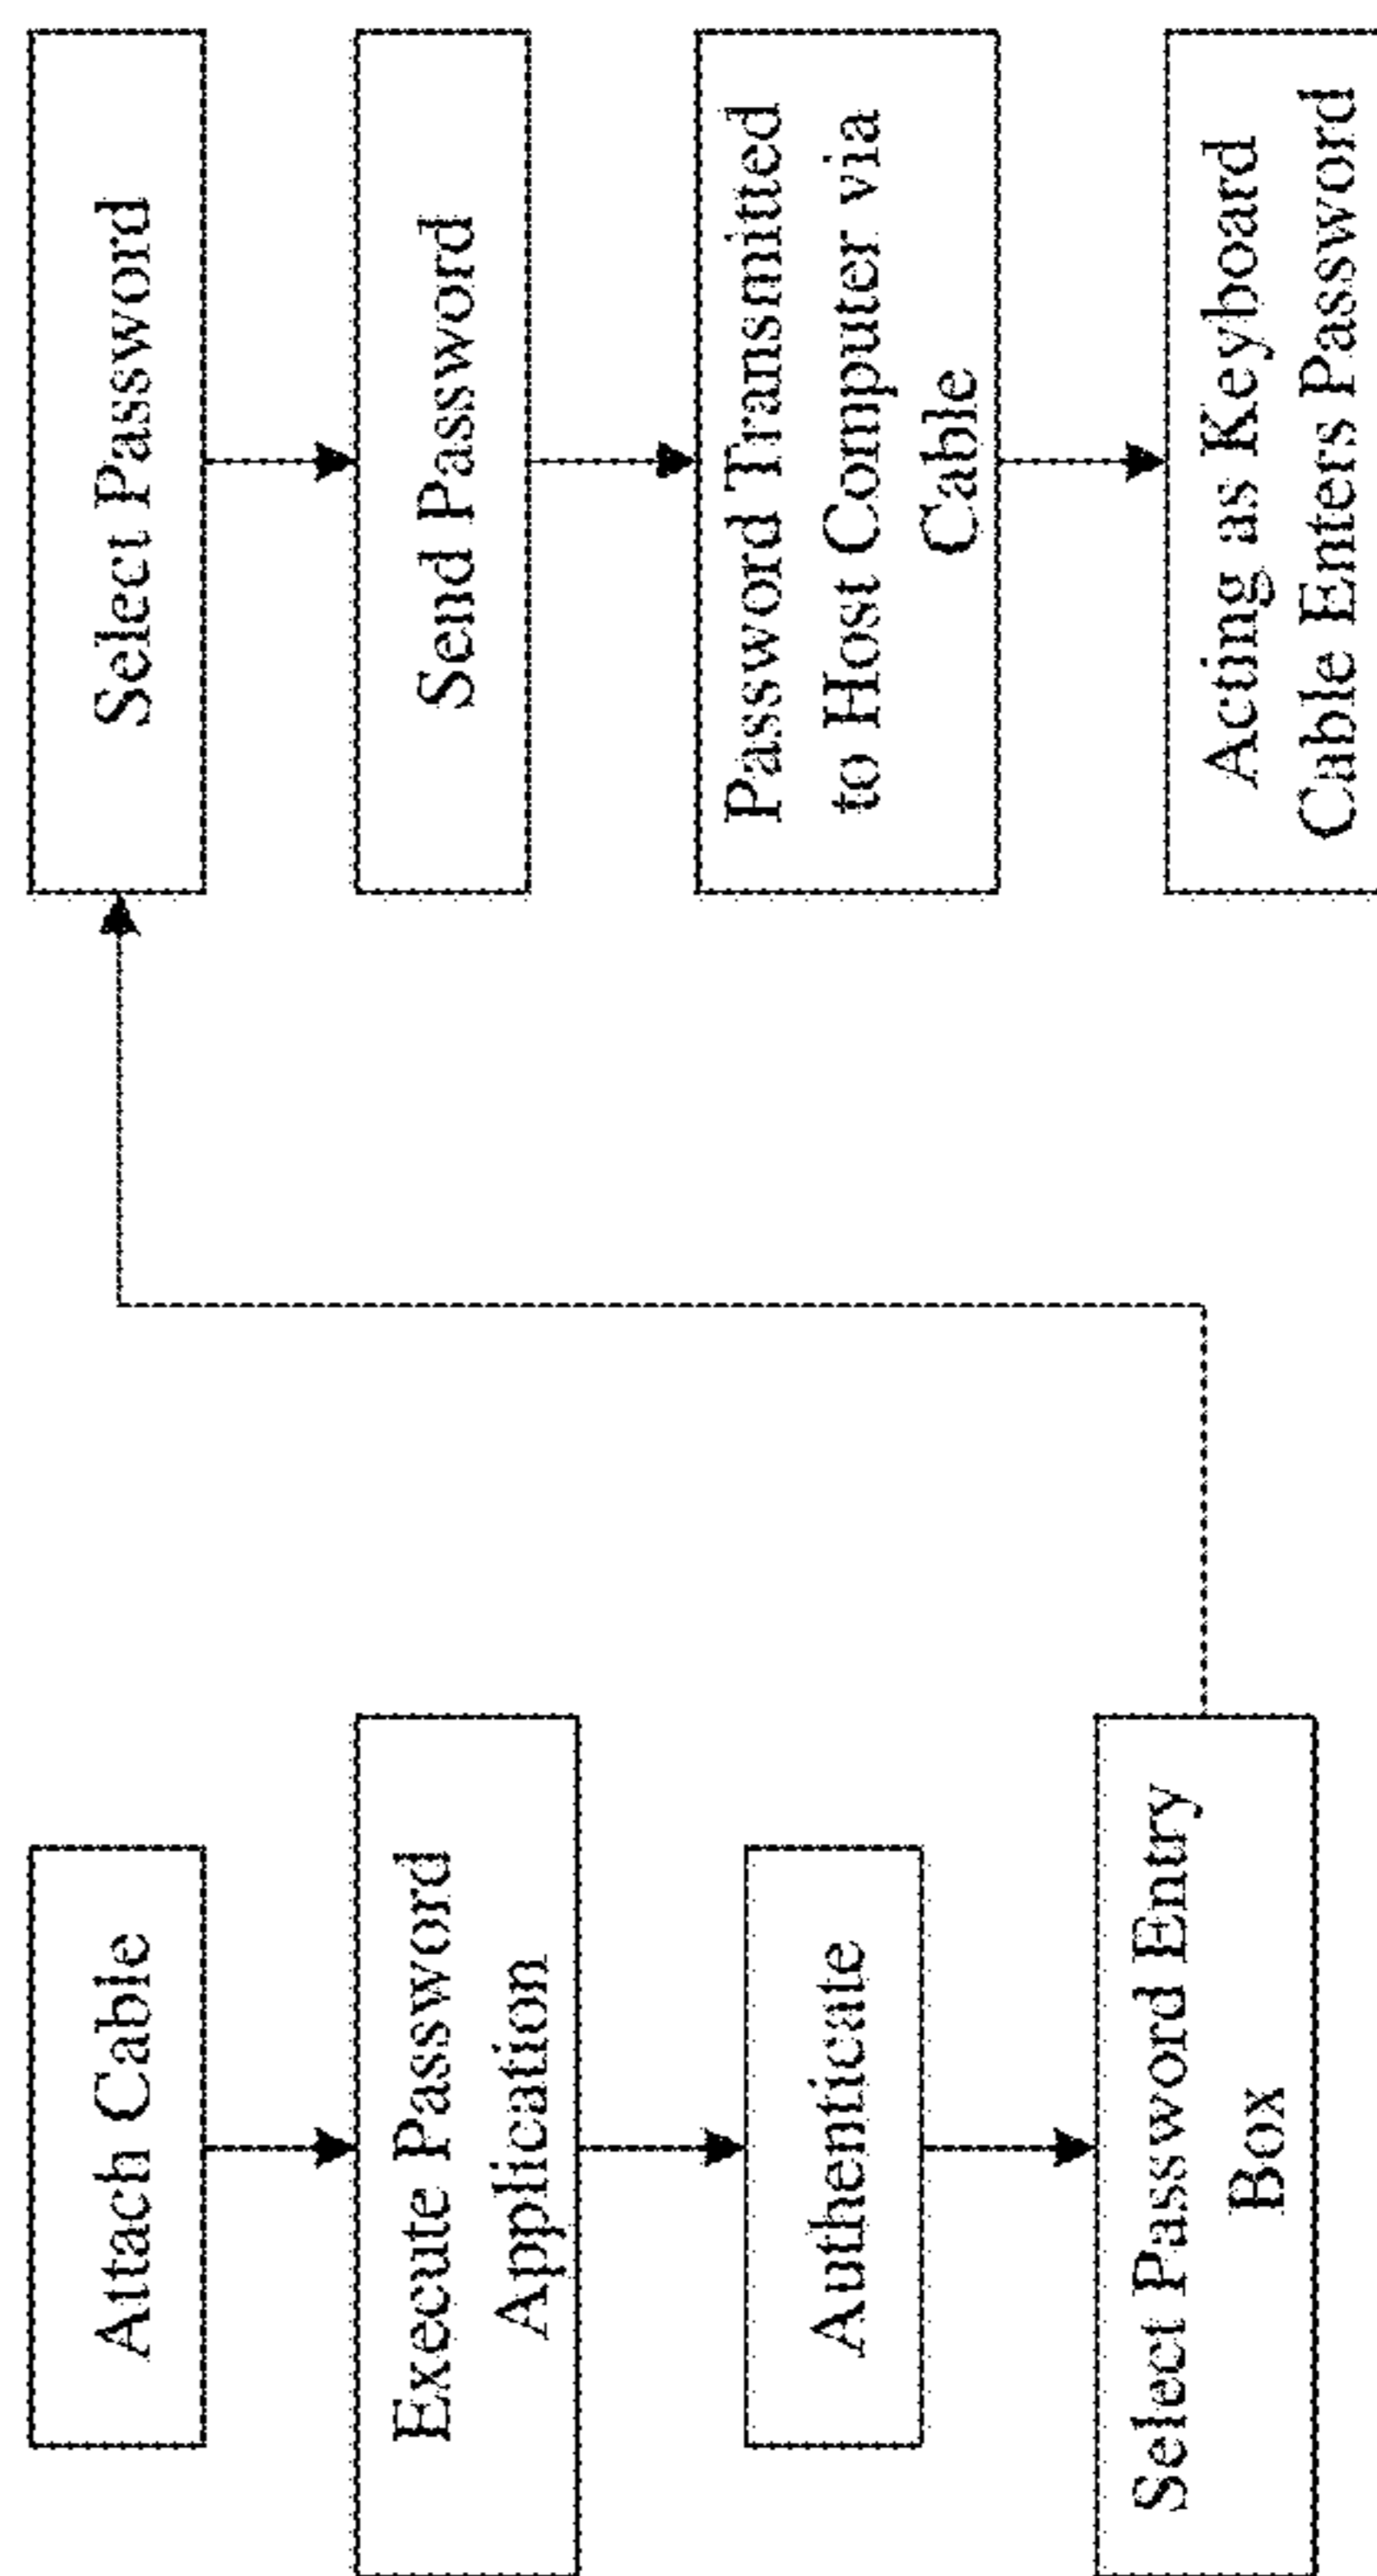 Attach Cable
Execute Password
Application
Authenticate
Select Password Entry
Box
Select Password
Send Password
Password Transmitted
to Host Computer via
Cable
Acting as Keyboard
Cable Enters Password